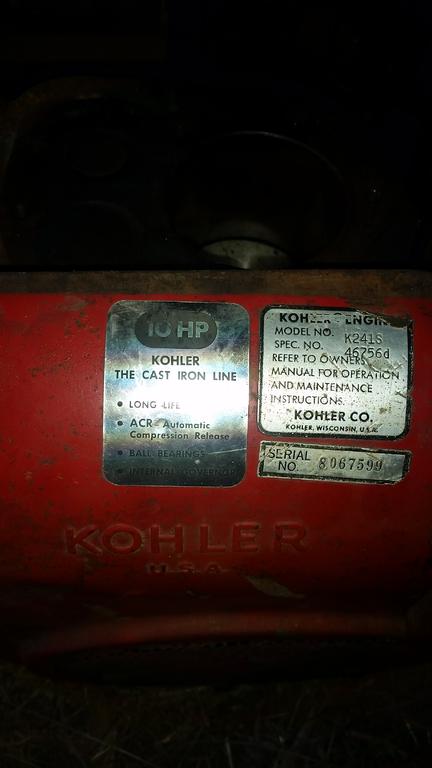 10 HP
KOHLER
THE CAST IRON LINE
• LONG LIFE
• ACR - Automatic
Compression Release
• BALL BEARINGS
• INTERNAL GOVERNOR
KOHLER ENGINE
MODEL NO. K241S
SPEC. NO. 46756d
REFER TO OWNERS
MANUAL FOR OPERATION
AND MAINTENANCE
INSTRUCTIONS.
KOHLER CO.
KOHLER, WISCONSIN, U.S.A.
SERIAL
NO. 8067599
KOHLER
U.S.A.